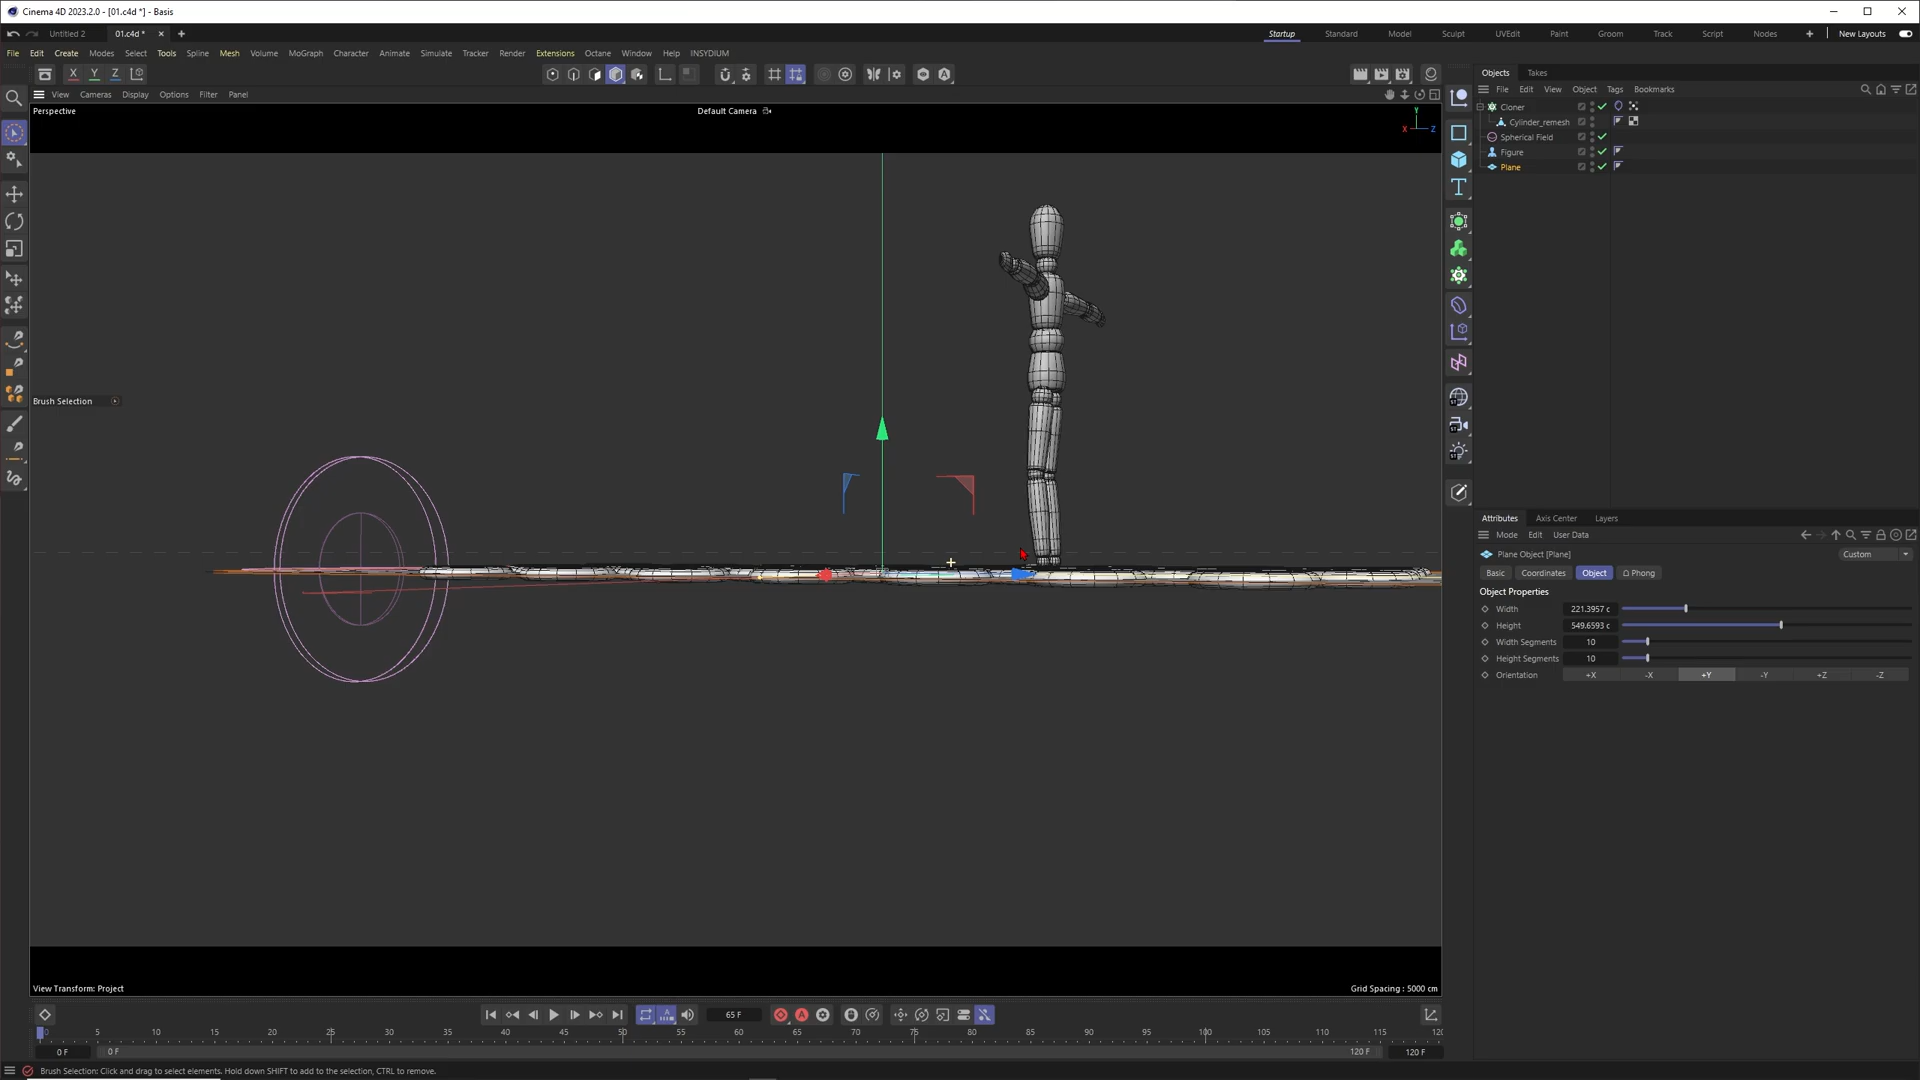 Cinema 4D 2023.2.0 - [01.c4d *] - Basis
Untitled 2
01.c4d *
Startup
Standard
Model
Sculpt
UVEdit
Paint
Groom
Track
Script
Nodes
New Layouts
File
Edit
Create
Modes
Select
Tools
Spline
Mesh
Volume
MoGraph
Character
Animate
Simulate
Tracker
Render
Extensions
Octane
Window
Help
INSYDIUM
X
Y
Z
Objects
Takes
View
Cameras
Display
Options
Filter
Panel
File
Edit
View
Object
Tags
Bookmarks
Perspective
Default Camera
Y
X
Z
Cloner
Cylinder_remesh
Spherical Field
Figure
Plane
Brush Selection
Attributes
Axis Center
Layers
Mode
Edit
User Data
Plane Object [Plane]
Custom
Basic
Coordinates
Object
Phong
Object Properties
Width 221.3957 c
Height 549.6593 c
Width Segments 10
Height Segments 10
Orientation +X -X +Y -Y +Z -Z
View Transform: Project
Grid Spacing : 5000 cm
65 F
0 5 10 15 20 25 30 35 40 45 50 55 60 65 70 75 80 85 90 95 100 105 110 115 120
0 F
0 F
120 F
120 F
Brush Selection: Click and drag to select elements. Hold down SHIFT to add to the selection, CTRL to remove.